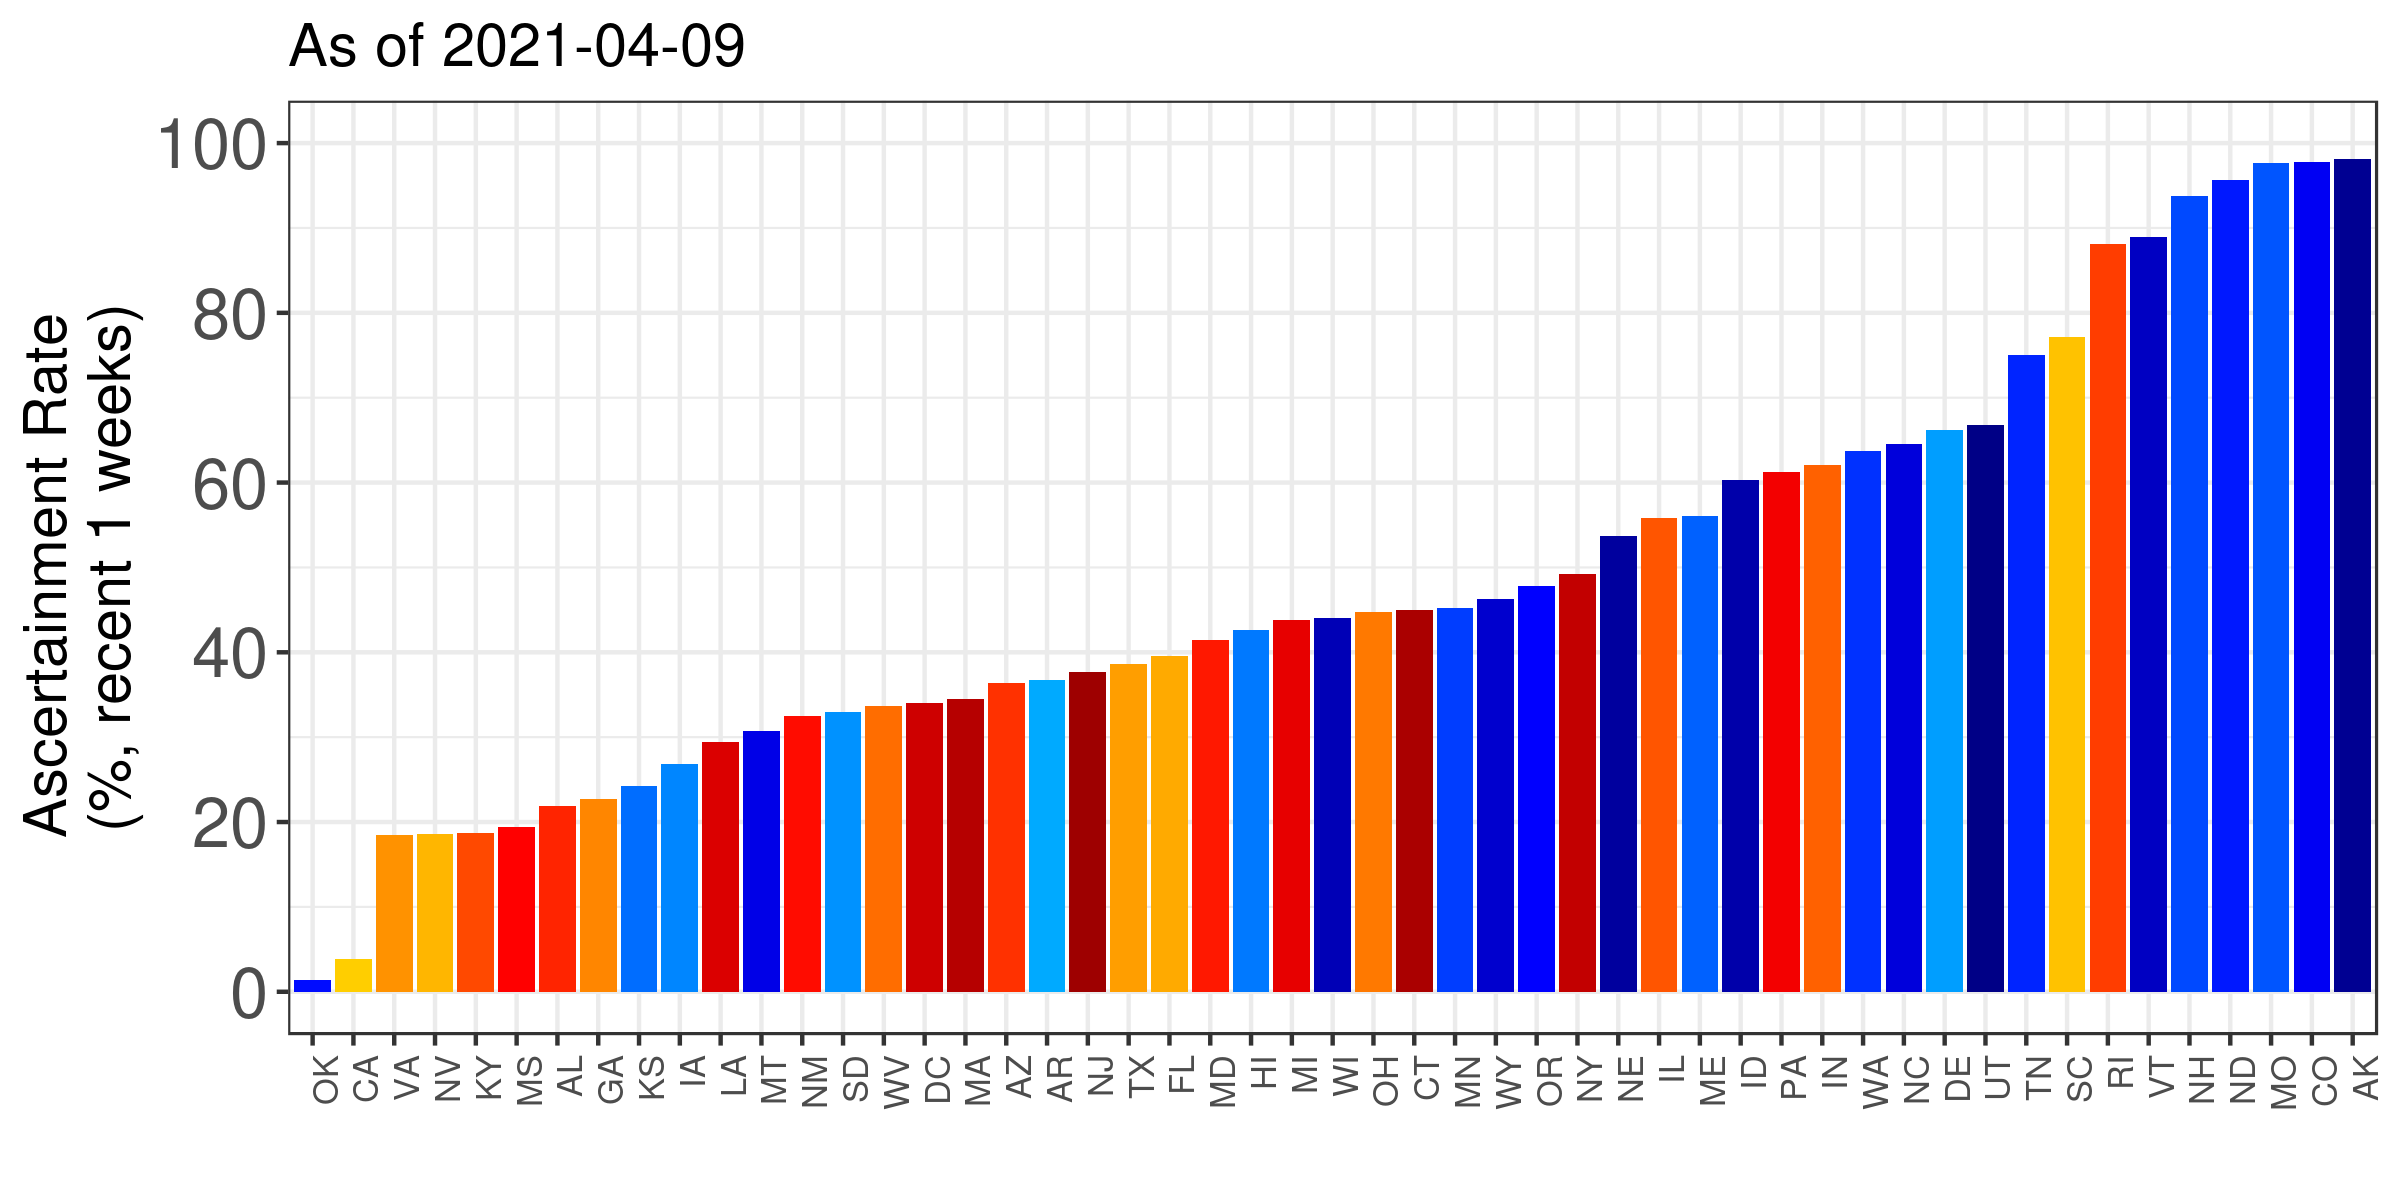 As of 2021-04-09
Ascertainment Rate
(%, recent 1 weeks)
100
80
60
40
20
0
OK CA VA NV KY MS AL GA KS IA LA MT NM SD WV DC MA AZ AR NJ TX FL MD HI MI WI OH CT MN WY OR NY NE IL ME ID PA IN WA NC DE UT TN SC RI VT NH ND MO CO AK